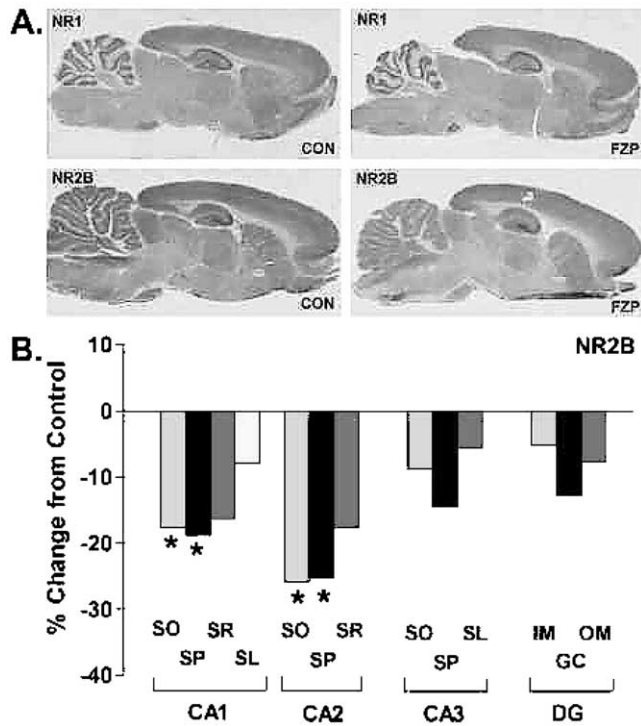 A.
NR1
CON
NR1
FZP
NR2B
CON
NR2B
FZP
B.
NR2B
% Change from Control
10
0
-10
-20
-30
-40
* * * *
SO SR SO SR SO SL IM OM
SP SL SP SP GC
CA1 CA2 CA3 DG